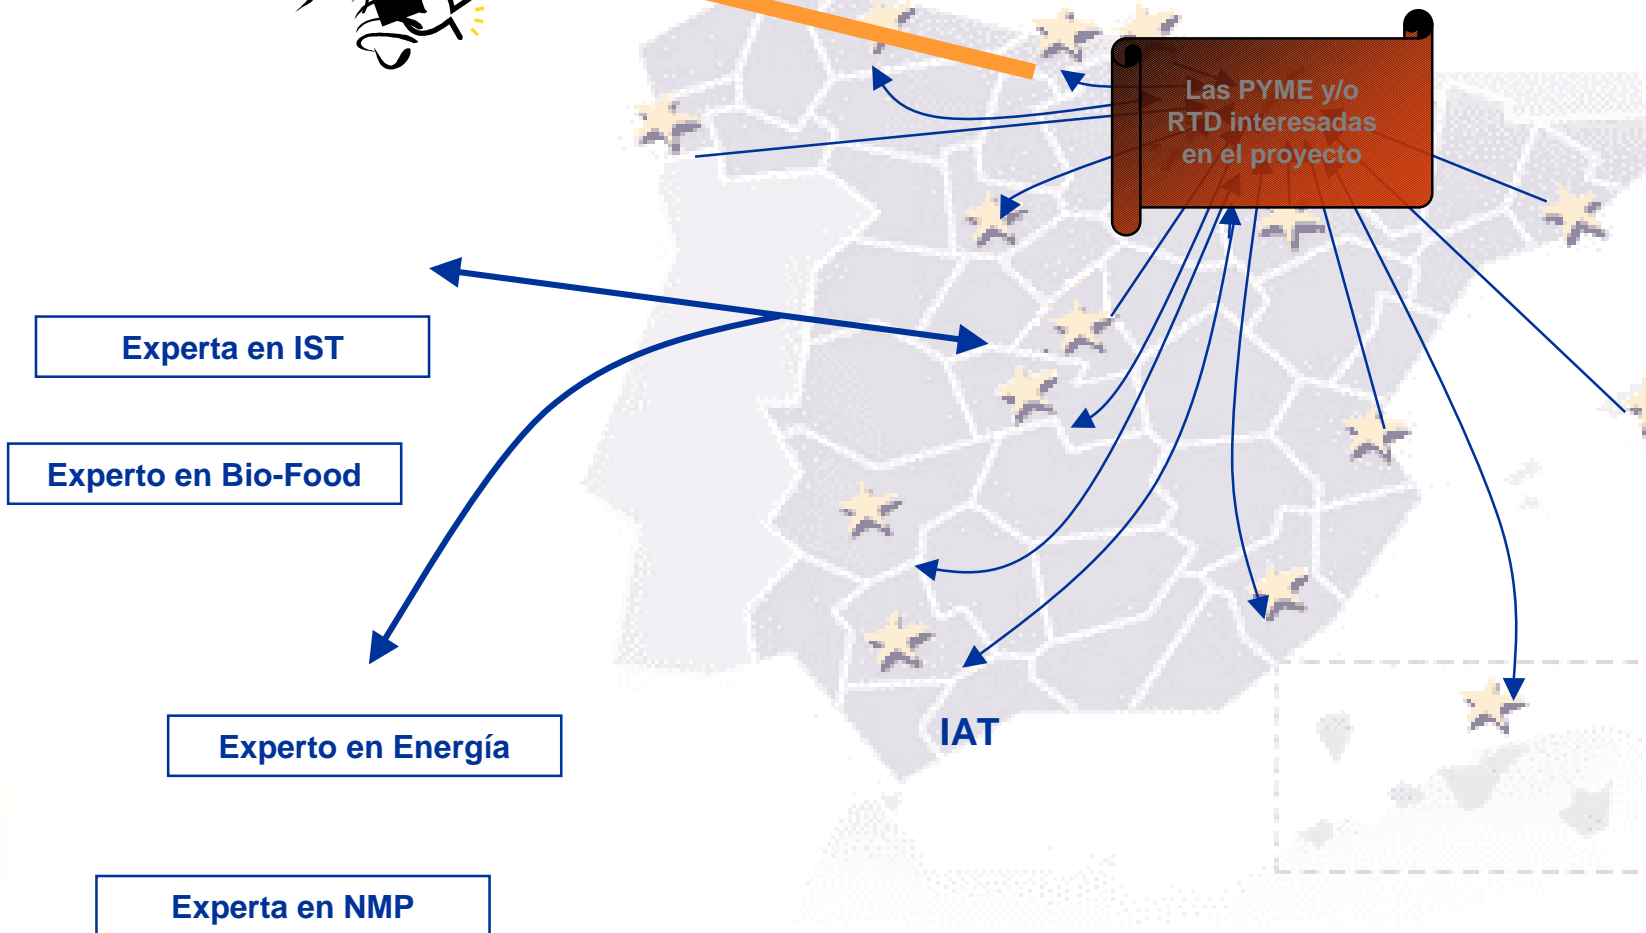 Las PYME y/o
RTD interesadas
en el proyecto
Experta en IST
Experto en Bio-Food
Experto en Energía
IAT
Experta en NMP